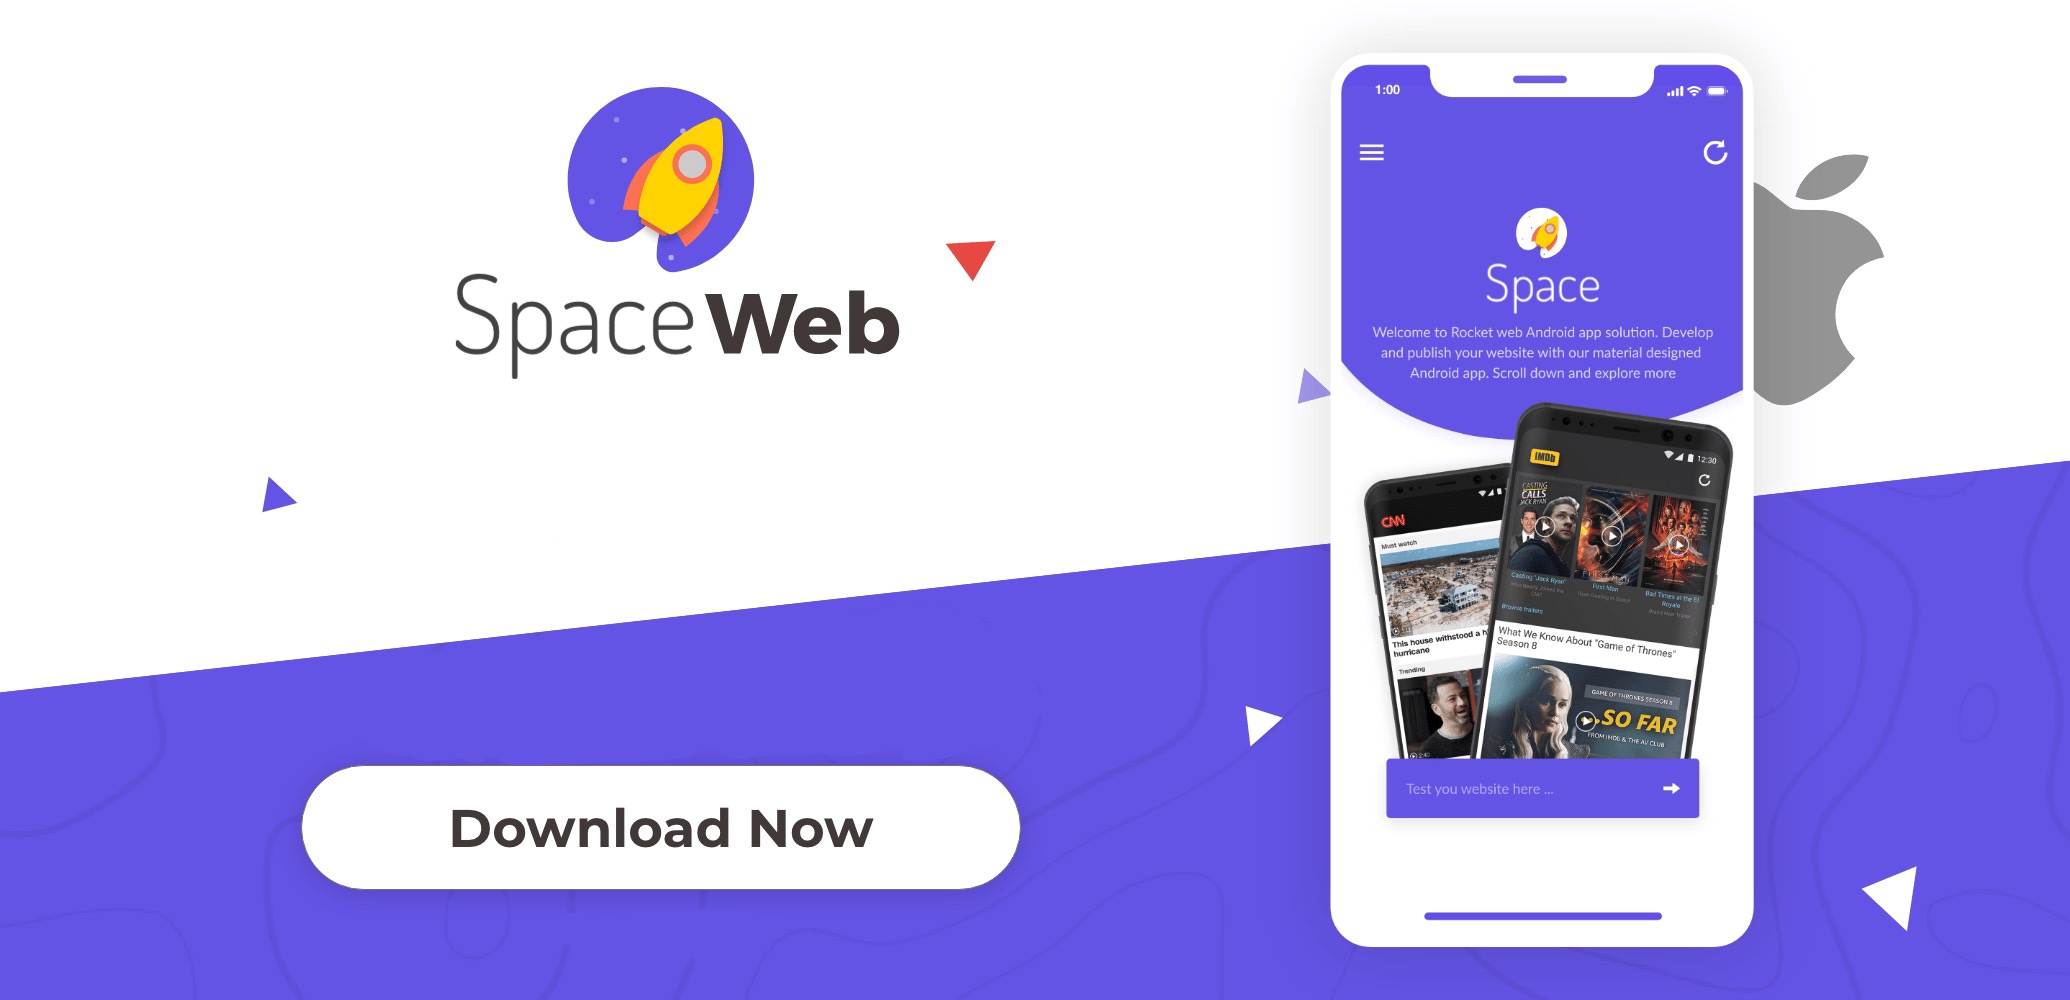 Space Web
Download Now
1:00
Space
Welcome to Rocket web Android app solution. Develop
and publish your website with our material designed
Android app. Scroll down and explore more
CNN
Must watch
This house withstood a h
hurricane
Trending
IMDb
12:30
CASTING
CALLS
JACK RYAN
Casting "Jack Ryan"
First Man
Bad Times at the El
Royale
Browse trailers
What We Know About "Game of Thrones"
Season 8
GAME OF THRONES SEASON 8
...SO FAR
FROM IMDB & THE AV CLUB
Test you website here ...